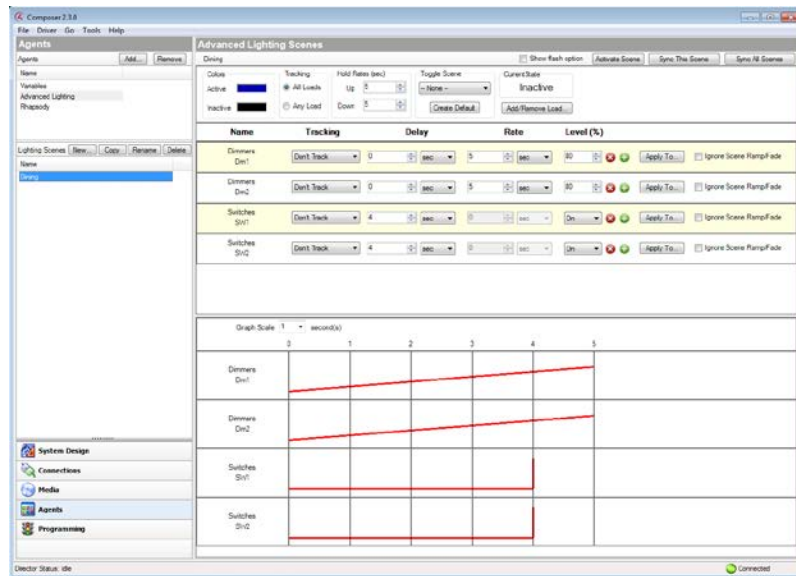 Composer 2.3.8
File Driver Go Tools Help
Agents
Agents Add... Remove
Name
Variables
Advanced Lighting
Rhapsody
Lighting Scenes New... Copy Rename Delete
Name
Dining
System Design
Connections
Media
Agents
Programming
Director Status: idle
Advanced Lighting Scenes
Dining Show flash option Activate Scene Sync This Scene Sync All Scenes
Colors Tracking Hold Rates (sec) Toggle Scene Current State
Active All Loads Up 5 - None - Inactive
Inactive Any Load Down 5 Create Default Add/Remove Load...
Name Tracking Delay Rate Level (%)
Dimmers
Dim1 Don't Track 0 sec 5 sec 80 Apply To... Ignore Scene Ramp/Fade
Dimmers
Dim2 Don't Track 0 sec 5 sec 80 Apply To... Ignore Scene Ramp/Fade
Switches
SW1 Don't Track 4 sec 0 sec On Apply To... Ignore Scene Ramp/Fade
Switches
SW2 Don't Track 4 sec 0 sec On Apply To... Ignore Scene Ramp/Fade
Graph Scale 1 second(s)
0 1 2 3 4 5
Dimmers
Dim1
Dimmers
Dim2
Switches
SW1
Switches
SW2
Connected